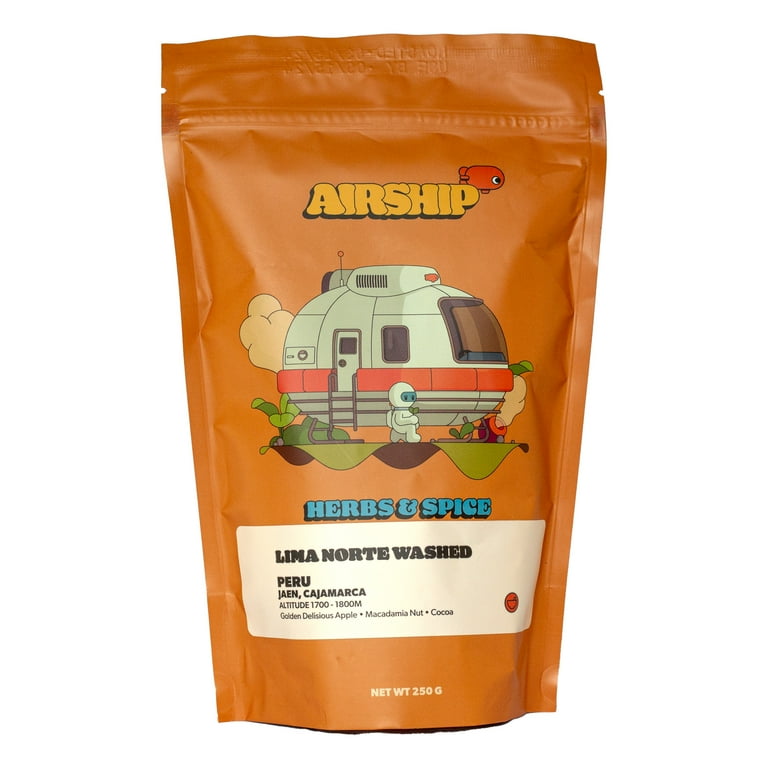 AIRSHIP
HERBS & SPICE
LIMA NORTE WASHED
PERU
JAEN, CAJAMARCA
ALTITUDE 1700 - 1800M
Golden Delisious Apple • Macadamia Nut • Cocoa
NET WT 250 G